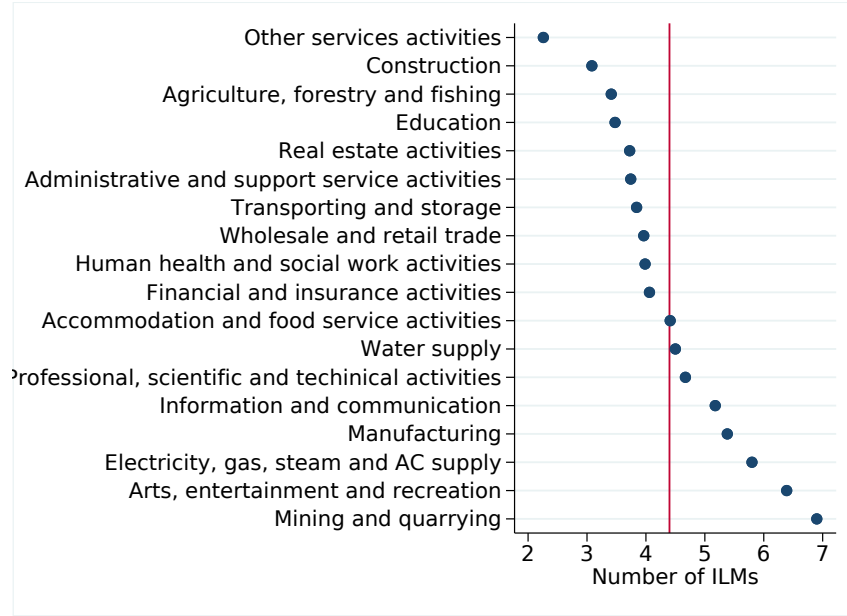 Other services activities
Construction
Agriculture, forestry and fishing
Education
Real estate activities
Administrative and support service activities
Transporting and storage
Wholesale and retail trade
Human health and social work activities
Financial and insurance activities
Accommodation and food service activities
Water supply
Professional, scientific and techinical activities
Information and communication
Manufacturing
Electricity, gas, steam and AC supply
Arts, entertainment and recreation
Mining and quarrying
2 3 4 5 6 7
Number of ILMs